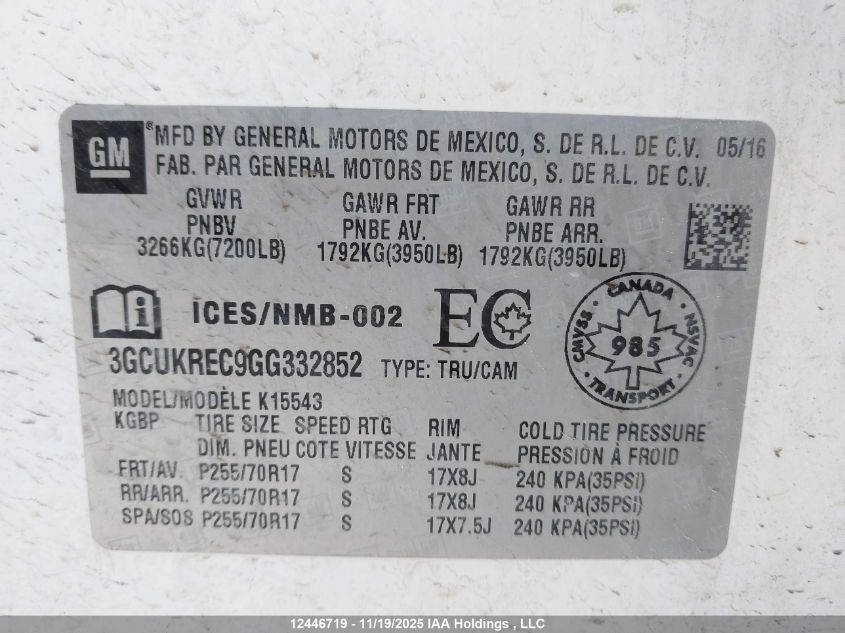 GM
®MFD BY GENERAL MOTORS DE MEXICO, S. DE R.L. DE C.V. 05/16
FAB. PAR GENERAL MOTORS DE MEXICO, S. DE R.L. DE C.V.
GVWR GAWR FRT GAWR RR
PNBV PNBE AV. PNBE ARR.
3266KG(7200LB) 1792KG(3950LB) 1792KG(3950LB)
i ICES/NMB-002 EC
CANADA
CMVSS 985 NSVAC
TRANSPORT
3GCUKREC9GG332852 TYPE: TRU/CAM
MODEL/MODÈLE K15543
KGBP TIRE SIZE SPEED RTG RIM COLD TIRE PRESSURE
DIM. PNEU COTE VITESSE JANTE PRESSION À FROID
FRT/AV. P255/70R17 S 17X8J 240 KPA(35PSI)
RR/ARR. P255/70R17 S 17X8J 240 KPA(35PSI)
SPA/SOS P255/70R17 S 17X7.5J 240 KPA(35PSI)
12446719 - 11/19/2025 IAA Holdings , LLC